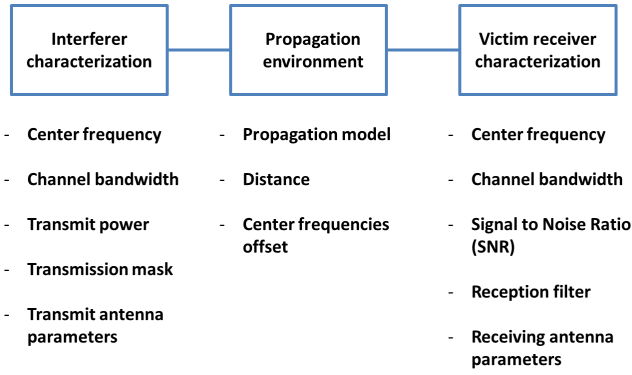 Interferer
characterization
Propagation
environment
Victim receiver
characterization
- Center frequency
- Channel bandwidth
- Transmit power
- Transmission mask
- Transmit antenna
parameters
- Propagation model
- Distance
- Center frequencies
offset
- Center frequency
- Channel bandwidth
- Signal to Noise Ratio
(SNR)
- Reception filter
- Receiving antenna
parameters